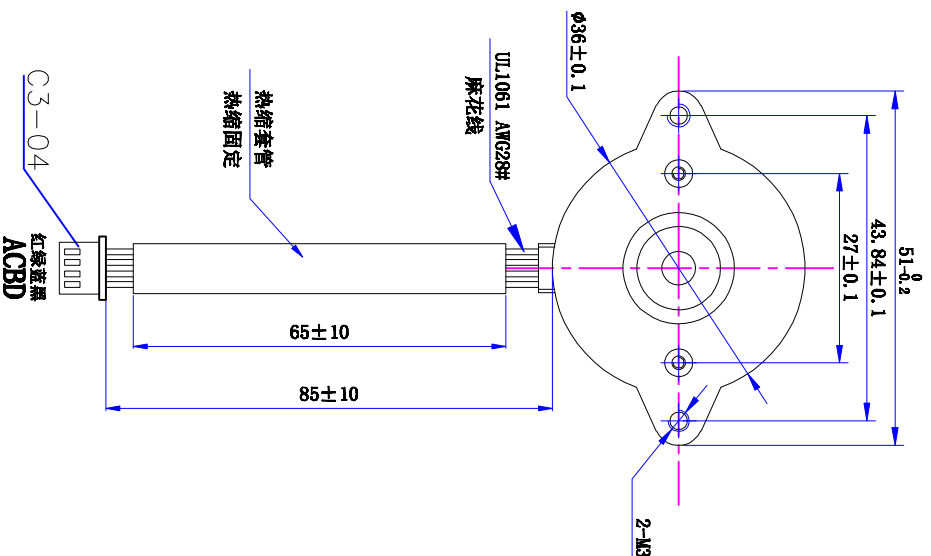 51 0 -0.2
43.84±0.1
27±0.1
Φ36±0.1
UL1061 AWG28#
麻花线
热缩套管
热缩固定
C3-04
红绿蓝黑
ACBD
65±10
85±10
2-M3